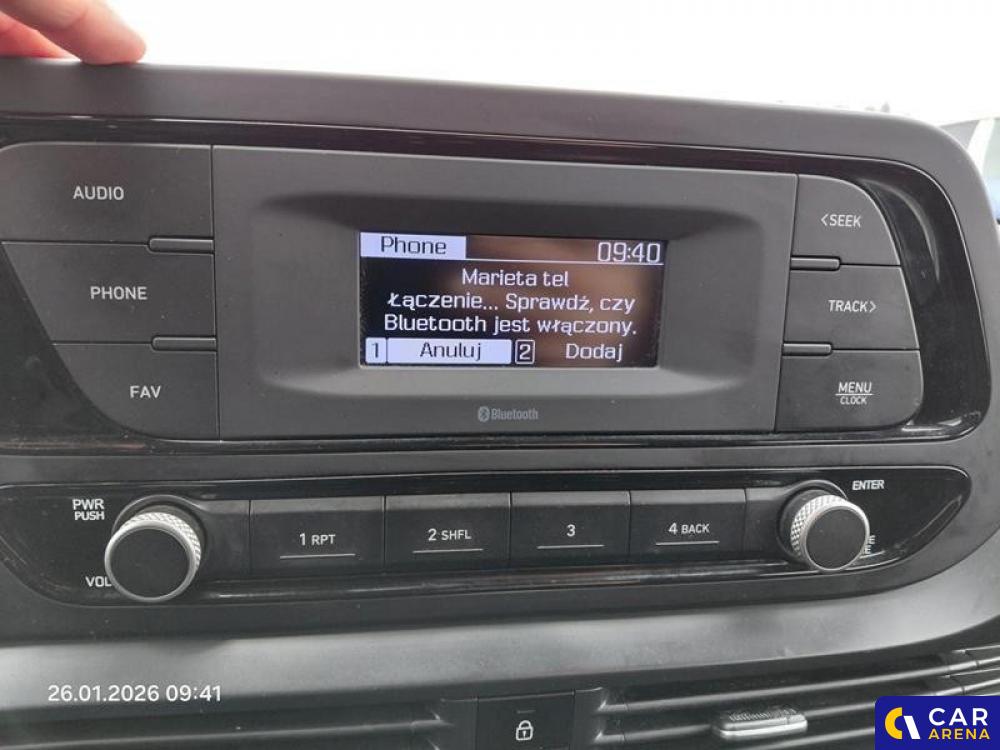 AUDIO
PHONE
FAV
Phone 09:40
Marieta tel
Łączenie... Sprawdź, czy
Bluetooth jest włączony.
1 Anuluj 2 Dodaj
Bluetooth
<SEEK
TRACK>
MENU
CLOCK
PWR
PUSH
VOL
1 RPT
2 SHFL
3
4 BACK
ENTER
26.01.2026 09:41
CAR
ARENA